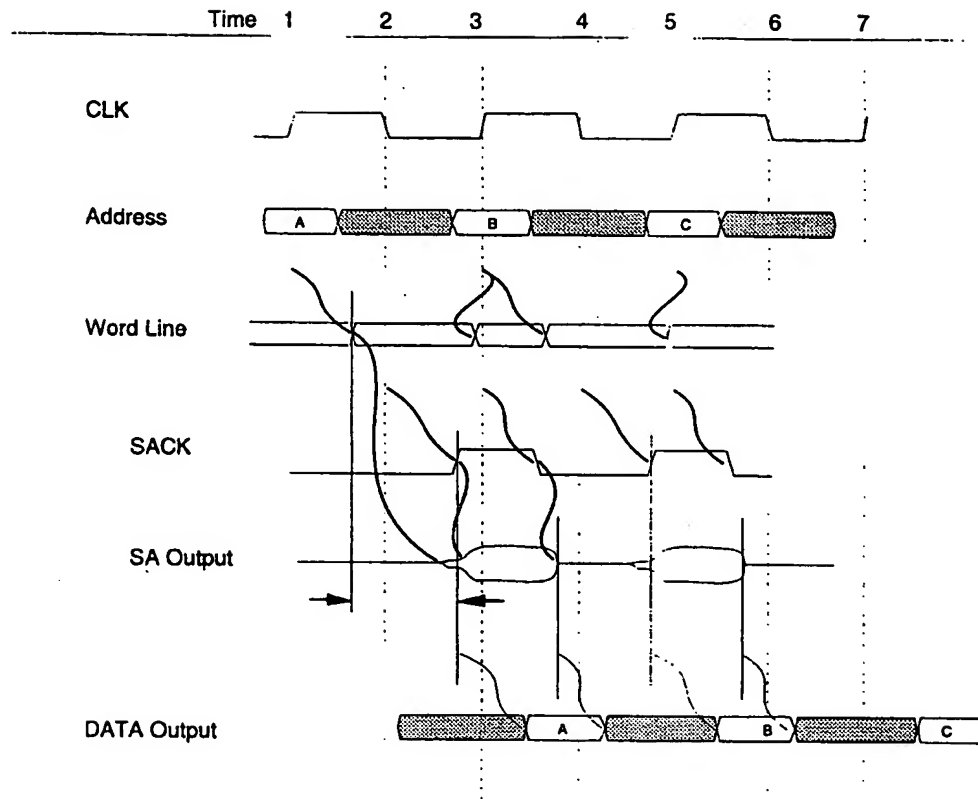 Time 1 2 3 4 5 6 7
CLK
Address A B C
Word Line
SACK
SA Output
DATA Output A B C